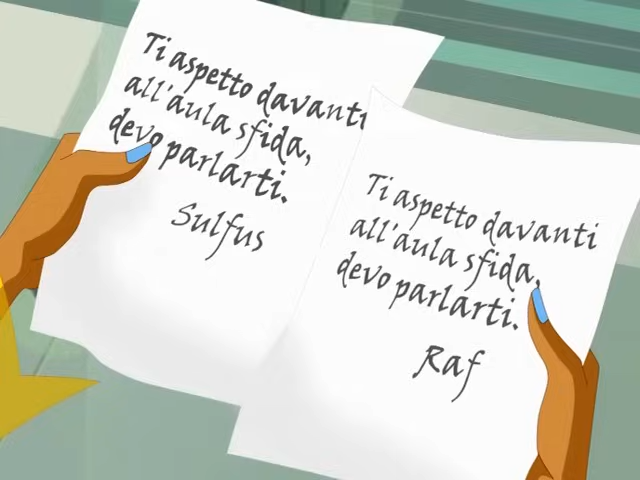 Ti aspetto davanti
all'aula sfida,
devo parlarti.
Sulfus
Ti aspetto davanti
all'aula sfida,
devo parlarti.
Raf